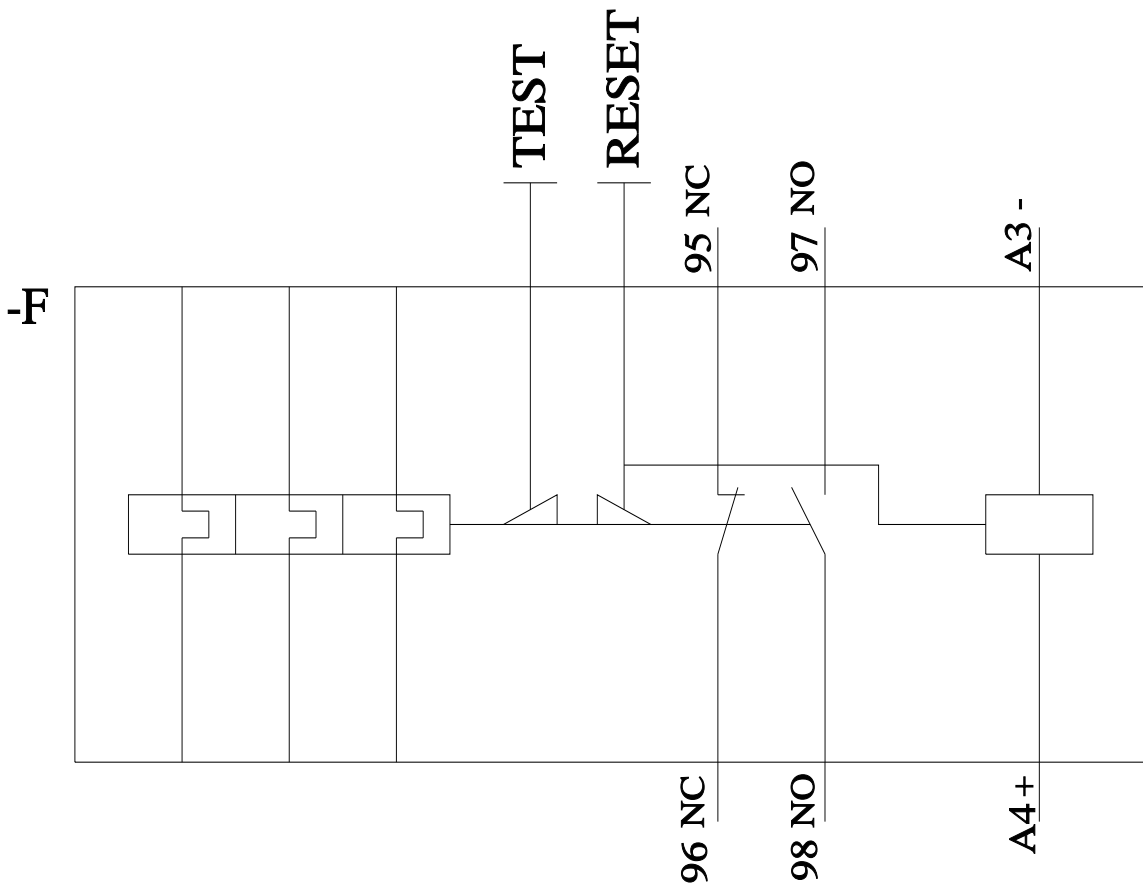 TEST
RESET
95 NC
97 NO
A3 -
-F
96 NC
98 NO
A4 +